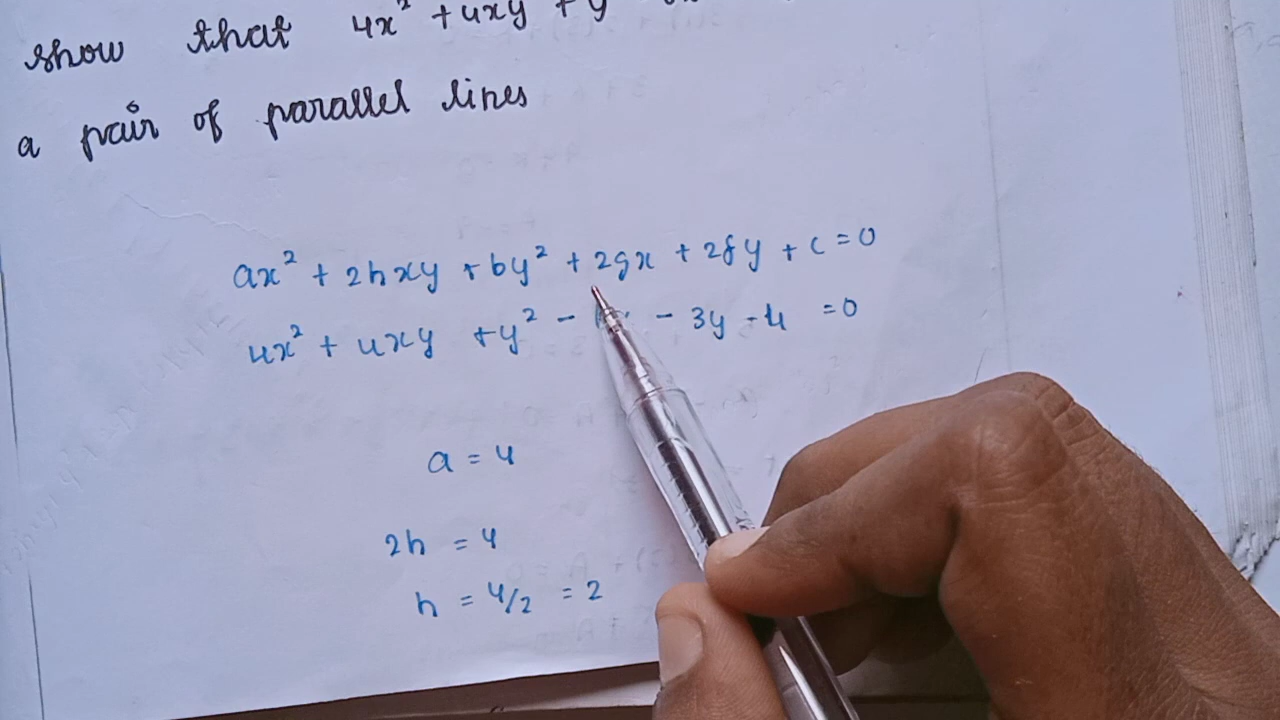 show that 4x² + 4xy + y
a pair of parallel lines
ax² + 2hxy + by² + 2gx + 2fy + c = 0
4x² + 4xy + y² - - 3y - 4 = 0
a = 4
2h = 4
h = 4/2 = 2